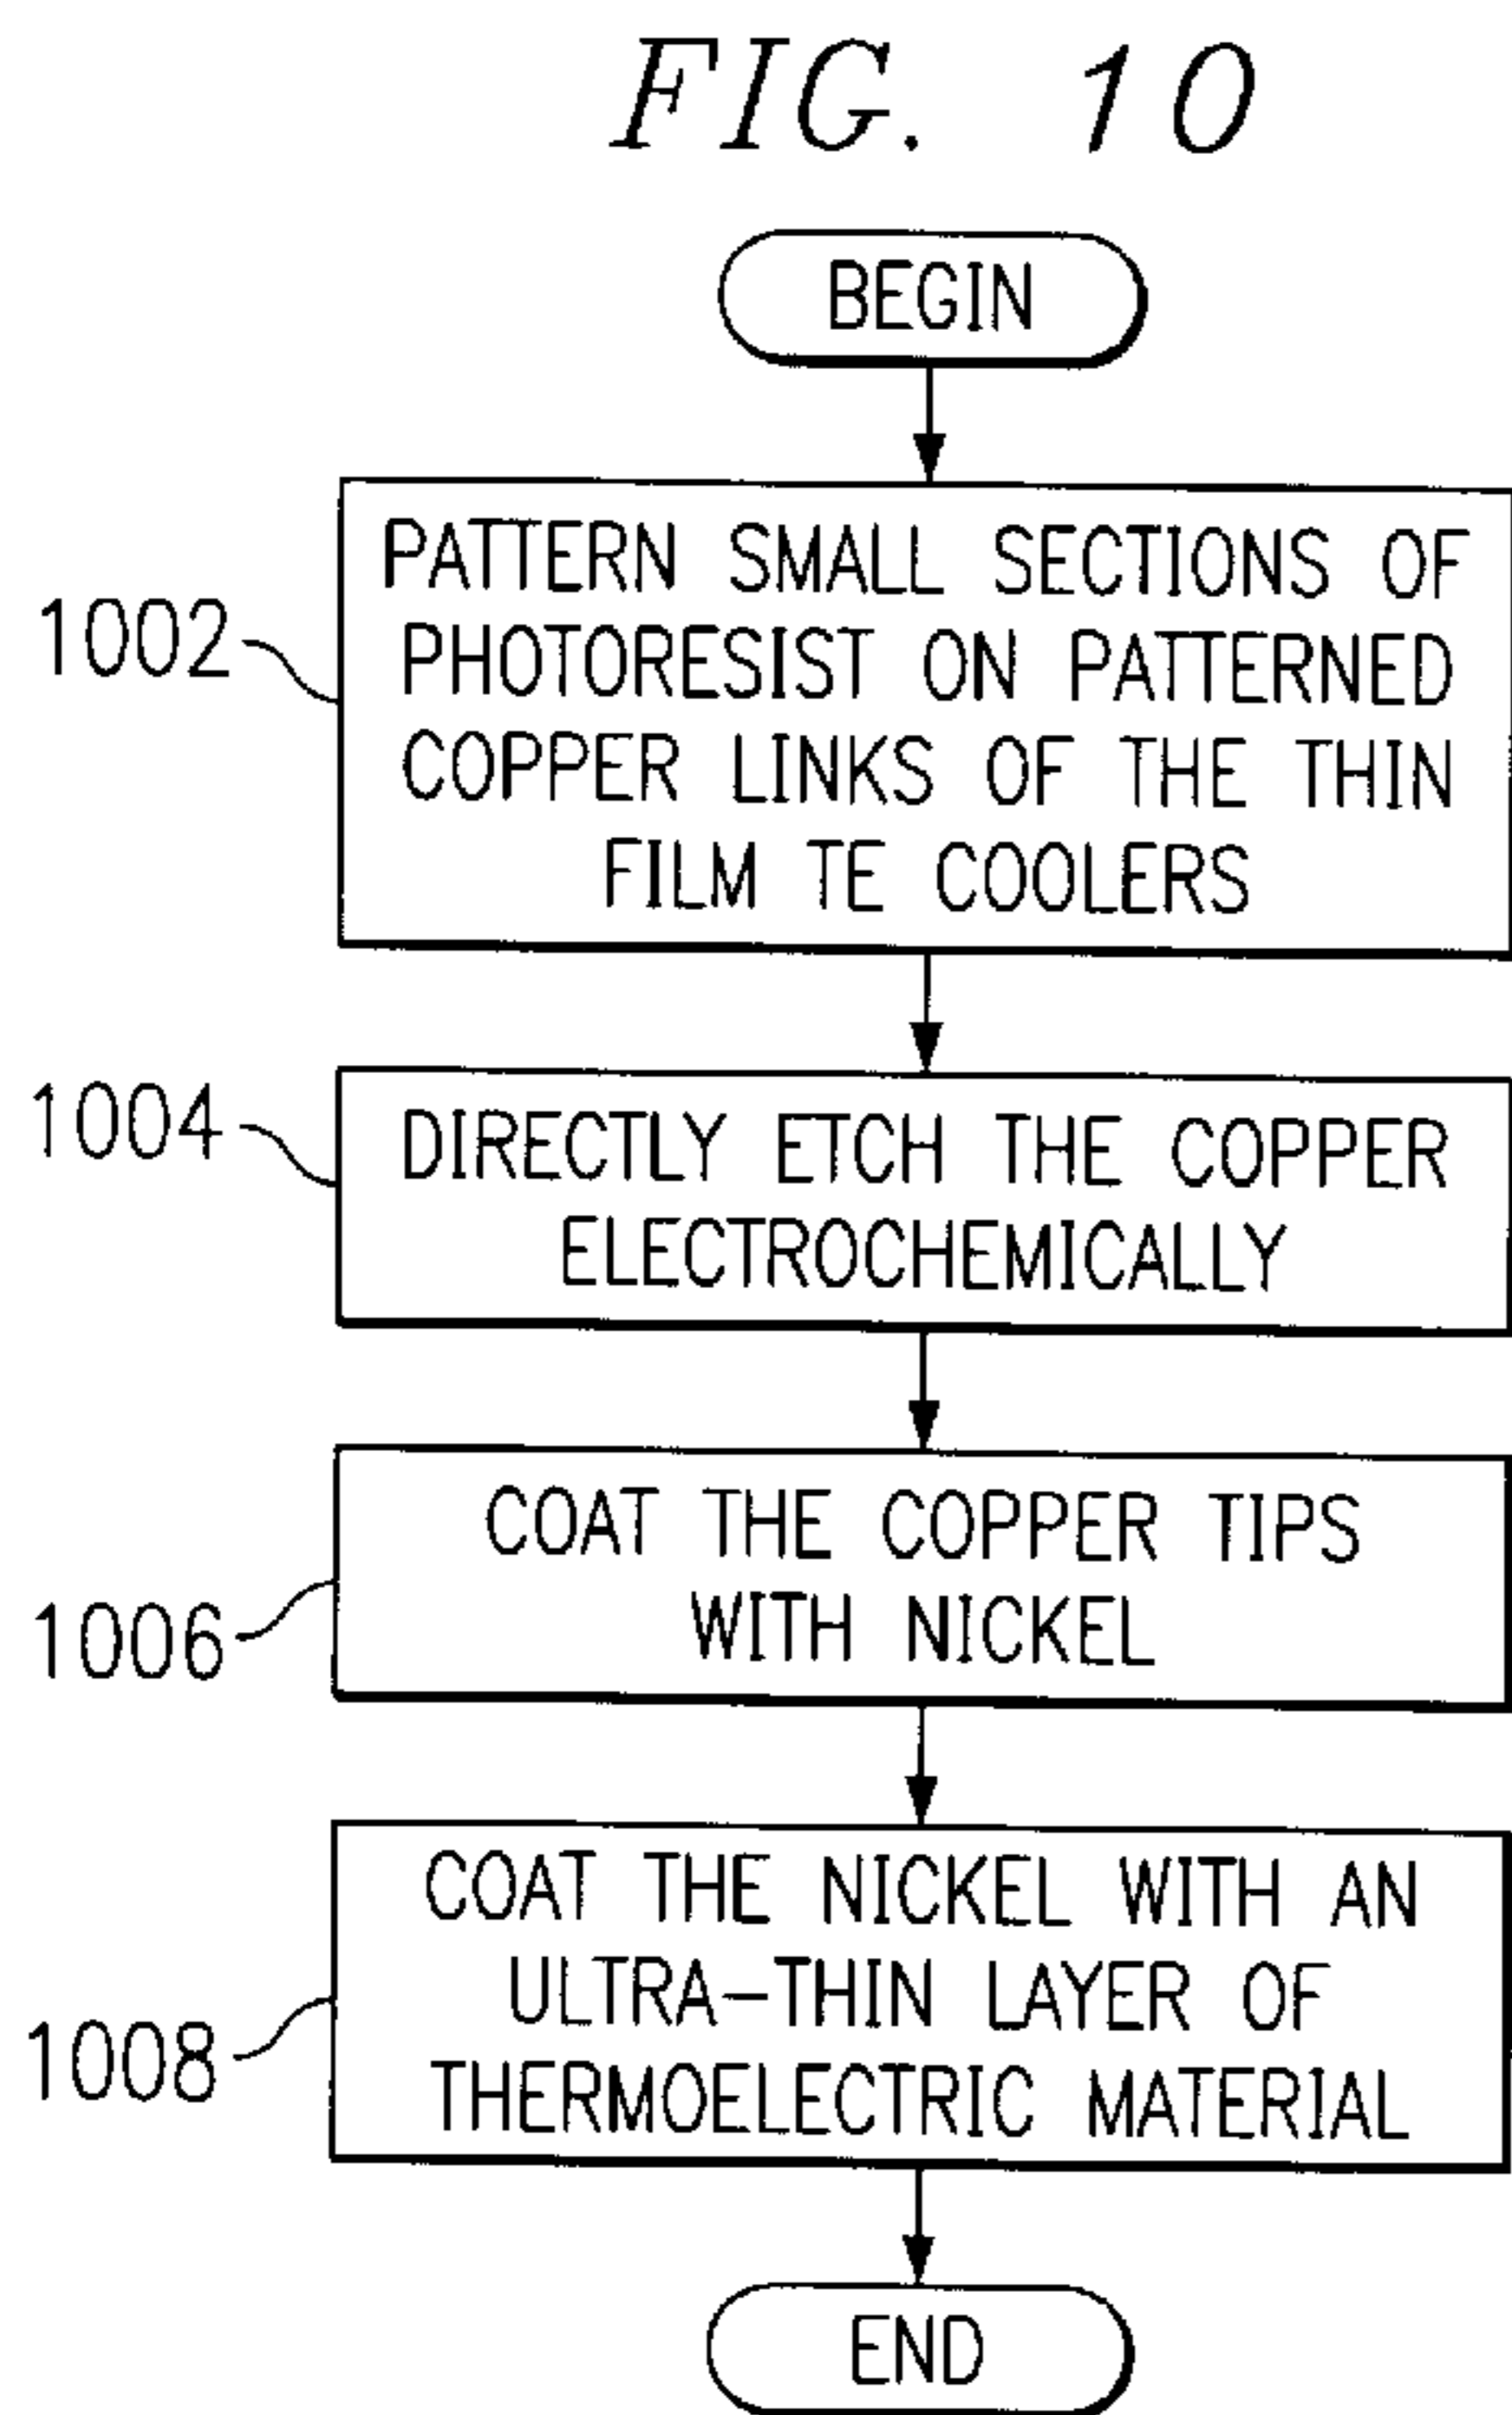 FIG. 10
BEGIN
1002
PATTERN SMALL SECTIONS OF
PHOTORESIST ON PATTERNED
COPPER LINKS OF THE THIN
FILM TE COOLERS
1004
DIRECTLY ETCH THE COPPER
ELECTROCHEMICALLY
1006
COAT THE COPPER TIPS
WITH NICKEL
1008
COAT THE NICKEL WITH AN
ULTRA-THIN LAYER OF
THERMOELECTRIC MATERIAL
END